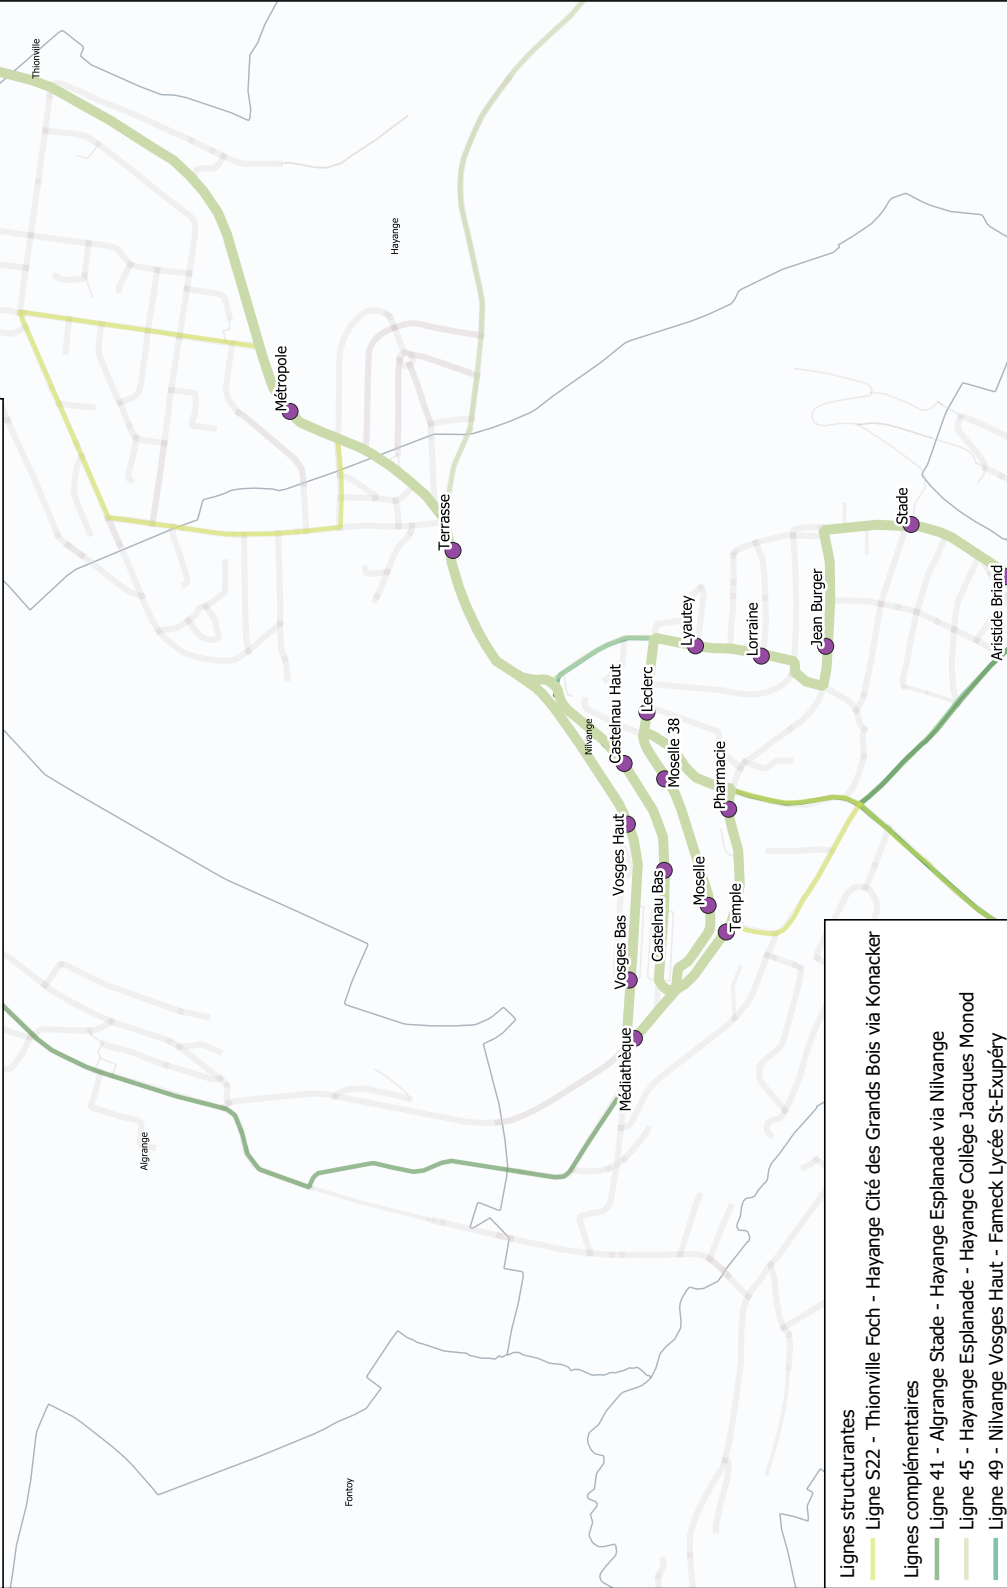 Thionville
Hayange
Métropole
Terrasse
Stade
Aristide Briand
Jean Burger
Lorraine
Lyautey
Leclerc
Castelnau Haut
Nilvange
Moselle 38
Pharmacie
Vosges Haut
Castelnau Bas
Moselle
Temple
Vosges Bas
Médiathèque
Algrange
Fontoy
Lignes structurantes
Ligne S22 - Thionville Foch - Hayange Cité des Grands Bois via Konacker
Lignes complémentaires
Ligne 41 - Algrange Stade - Hayange Esplanade via Nilvange
Ligne 45 - Hayange Esplanade - Hayange Collège Jacques Monod
Ligne 49 - Nilvange Vosges Haut - Fameck Lycée St-Exupéry